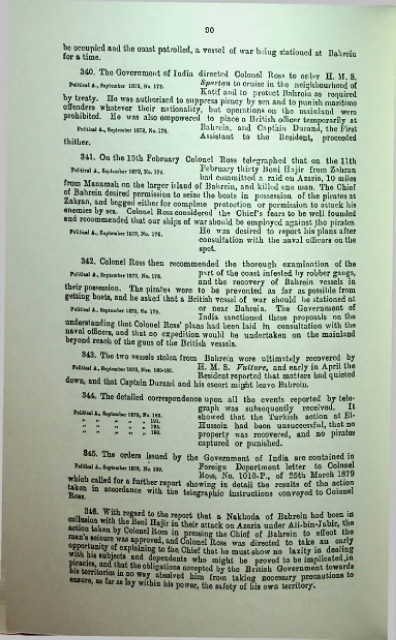 90
be occupied and the coast patrolled, a vessel of war being stationed at Bahrein
for a time.
340. The Government of India directed Colonel Ross to order H. M. S.
Political A., September 1879, No. 172.
Spartan to cruise in the neighbourhood of
Katif and to protect Bahrein as required
by treaty. He was authorised to suppress piracy by sea and to punish maritime
offenders whatever their nationality, but operations on the mainland were
prohibited. He was also empowered to place a British officer temporarily at
Political A., September 1879, No. 173.
Bahrein, and Captain Durand, the First
Assistant to the Resident, proceeded
thither.
341. On the 15th February Colonel Ross telegraphed that on the 11th
Political A., September 1879, No. 174.
February thirty Beni Hajir from Zahran
had committed a raid on Azaris, 10 miles
from Manamah on the larger island of Bahrein, and killed one man. The Chief
of Bahrein desired permission to seize the boats in possession of the pirates at
Zahran, and begged either for complete protection or permission to attack his
enemies by sea. Colonel Ross considered the Chief's fears to be well founded
and recommended that our ships of war should be employed against the pirates.
Political A., September 1879, No. 176.
He was desired to report his plans after
consultation with the naval officers on the
spot.
342. Colonel Ross then recommended the thorough examination of the
Political A., September 1879, No. 178.
part of the coast infested by robber gangs,
and the recovery of Bahrein vessels in
their possession. The pirates were to be prevented as far as possible from
getting boats, and he asked that a British vessel of war should be stationed at
Political A., September 1879, No. 179.
or near Bahrein. The Government of
India sanctioned these proposals on the
understanding that Colonel Ross' plans had been laid in consultation with the
naval officers, and that no expedition would be undertaken on the mainland
beyond reach of the guns of the British vessels.
343. The two vessels stolen from Bahrein were ultimately recovered by
Political A., September 1879, Nos.
H. M. S. Vulture, and early in April the
Resident reported that matters had quieted
down, and that Captain Durand and his escort might leave Bahrein.
344. The detailed correspondence upon all the events reported by tele-
Political A., September 1879, No.
graph was subsequently received. It
showed that the Turkish action at El-
Hussein had been unsuccessful, that no
property was recovered, and no pirates
captured or punished.
345. The orders issued by the Government of India are contained in
Political A., September 1879, No.
Foreign Department letter to Colonel
Ross, No. 1010-P., of 25th March 1879
which called for a further report showing in detail the results of the action
taken in accordance with the telegraphic instructions conveyed to Colonel
Ross.
346. With regard to the report that a Nakhoda of Bahrein had been in
collusion with the Beni Hajir in their attack on Azaris under Ali-bin-Jabir, the
action taken by Colonel Ross in pressing the Chief of Bahrein to effect the
man's seizure was approved, and Colonel Ross was directed to take an early
opportunity of explaining to the Chief that he must show no laxity in dealing
with his subjects and dependents who might be proved to be implicated in
piracies, and that the obligations accepted by the British Government towards
his territories in no way absolved him from taking necessary precautions to
ensure, as far as lay within his power, the safety of his own territory.